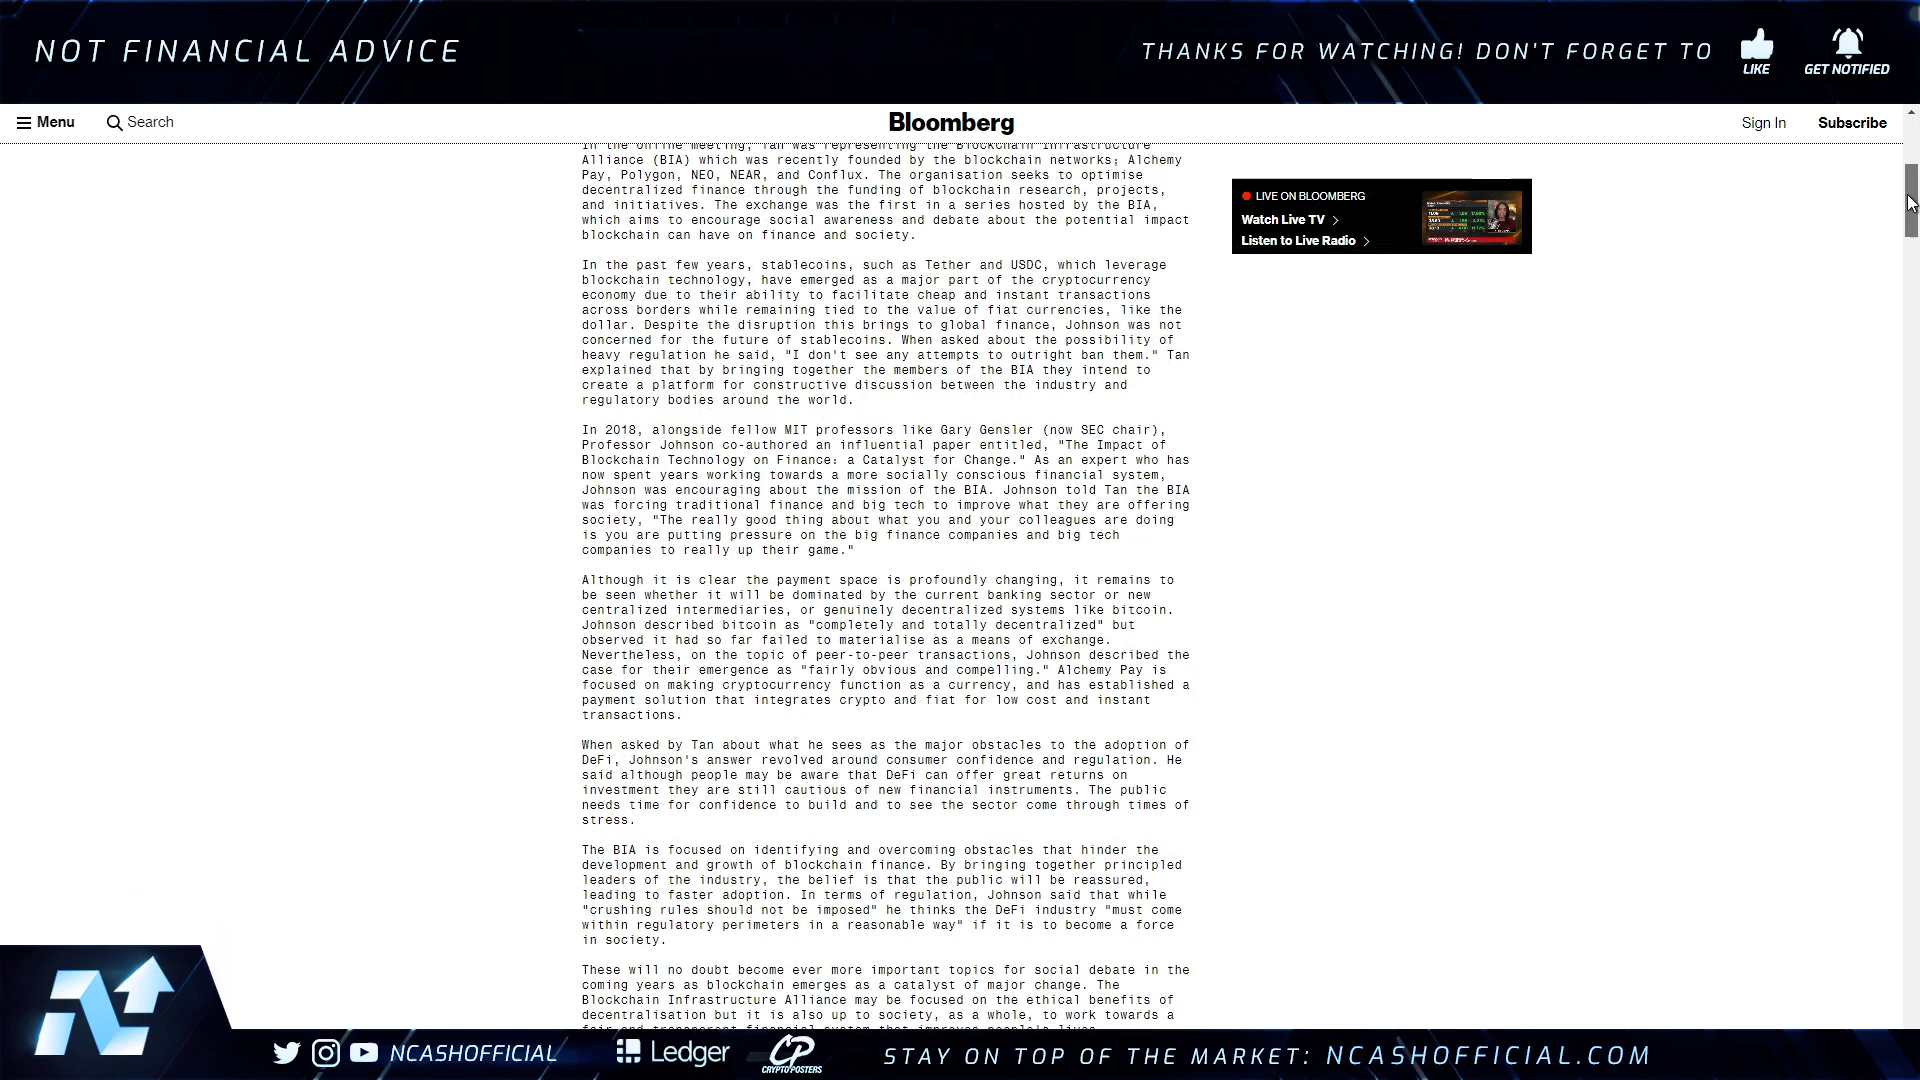 NOT FINANCIAL ADVICE
THANKS FOR WATCHING! DON'T FORGET TO
LIKE
GET NOTIFIED
Menu
Search
Bloomberg
Sign In
Subscribe
In the online meeting, Tan was representing the Blockchain Infrastructure
Alliance (BIA) which was recently founded by the blockchain networks; Alchemy
Pay, Polygon, NEO, NEAR, and Conflux. The organisation seeks to optimise
decentralized finance through the funding of blockchain research, projects,
and initiatives. The exchange was the first in a series hosted by the BIA,
which aims to encourage social awareness and debate about the potential impact
blockchain can have on finance and society.
LIVE ON BLOOMBERG
Watch Live TV
Listen to Live Radio
In the past few years, stablecoins, such as Tether and USDC, which leverage
blockchain technology, have emerged as a major part of the cryptocurrency
economy due to their ability to facilitate cheap and instant transactions
across borders while remaining tied to the value of fiat currencies, like the
dollar. Despite the disruption this brings to global finance, Johnson was not
concerned for the future of stablecoins. When asked about the possibility of
heavy regulation he said, "I don't see any attempts to outright ban them." Tan
explained that by bringing together the members of the BIA they intend to
create a platform for constructive discussion between the industry and
regulatory bodies around the world.
In 2018, alongside fellow MIT professors like Gary Gensler (now SEC chair),
Professor Johnson co-authored an influential paper entitled, "The Impact of
Blockchain Technology on Finance: a Catalyst for Change." As an expert who has
now spent years working towards a more socially conscious financial system,
Johnson was encouraging about the mission of the BIA. Johnson told Tan the BIA
was forcing traditional finance and big tech to improve what they are offering
society, "The really good thing about what you and your colleagues are doing
is you are putting pressure on the big finance companies and big tech
companies to really up their game."
Although it is clear the payment space is profoundly changing, it remains to
be seen whether it will be dominated by the current banking sector or new
centralized intermediaries, or genuinely decentralized systems like bitcoin.
Johnson described bitcoin as "completely and totally decentralized" but
observed it had so far failed to materialise as a means of exchange.
Nevertheless, on the topic of peer-to-peer transactions, Johnson described the
case for their emergence as "fairly obvious and compelling." Alchemy Pay is
focused on making cryptocurrency function as a currency, and has established a
payment solution that integrates crypto and fiat for low cost and instant
transactions.
When asked by Tan about what he sees as the major obstacles to the adoption of
DeFi, Johnson's answer revolved around consumer confidence and regulation. He
said although people may be aware that DeFi can offer great returns on
investment they are still cautious of new financial instruments. The public
needs time for confidence to build and to see the sector come through times of
stress.
The BIA is focused on identifying and overcoming obstacles that hinder the
development and growth of blockchain finance. By bringing together principled
leaders of the industry, the belief is that the public will be reassured,
leading to faster adoption. In terms of regulation, Johnson said that while
"crushing rules should not be imposed" he thinks the DeFi industry "must come
within regulatory perimeters in a reasonable way" if it is to become a force
in society.
These will no doubt become ever more important topics for social debate in the
coming years as blockchain emerges as a catalyst of major change. The
Blockchain Infrastructure Alliance may be focused on the ethical benefits of
decentralisation but it is also up to society, as a whole, to work towards a
fair and transparent financial system that improves people's lives.
NCASHOFFICIAL
Ledger
CP
CRYPTOPOSTERS
STAY ON TOP OF THE MARKET: NCASHOFFICIAL.COM